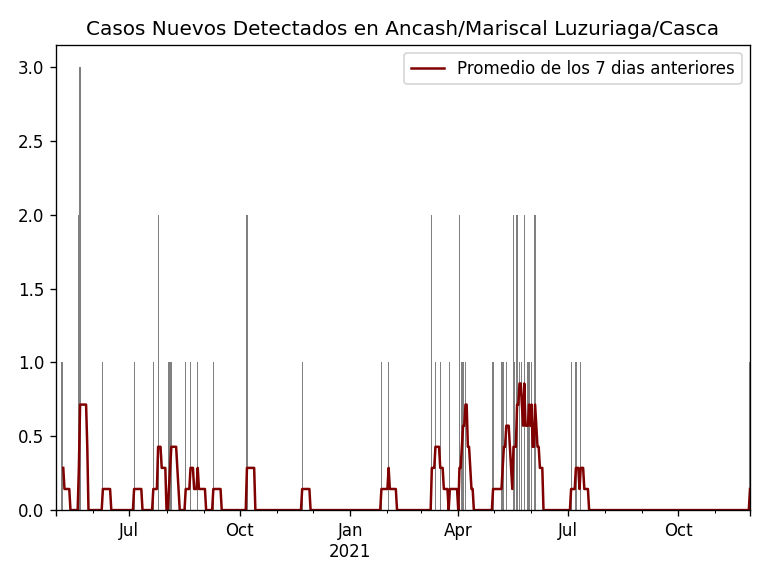 Casos Nuevos Detectados en Ancash/Mariscal Luzuriaga/Casca
Promedio de los 7 dias anteriores
3.0
2.5
2.0
1.5
1.0
0.5
0.0
Jul
Oct
Jan
2021
Apr
Jul
Oct